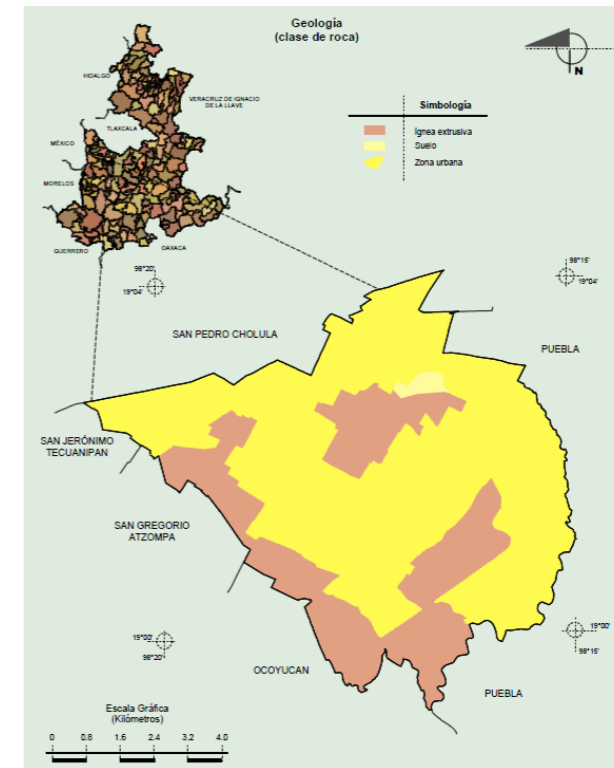 Geología
(clase de roca)
N
HIDALGO
VERACRUZ DE IGNACIO
DE LA LLAVE
TLAXCALA
MÉXICO
MORELOS
GUERRERO
OAXACA
Simbología
Ígnea extrusiva
Suelo
Zona urbana
98°20'
19°04'
98°15'
19°04'
SAN PEDRO CHOLULA
PUEBLA
SAN JERÓNIMO
TECUANIPAN
SAN GREGORIO
ATZOMPA
19°00'
98°20'
19°00'
98°15'
OCOYUCAN
PUEBLA
Escala Gráfica
(Kilómetros)
0 0.8 1.6 2.4 3.2 4.0